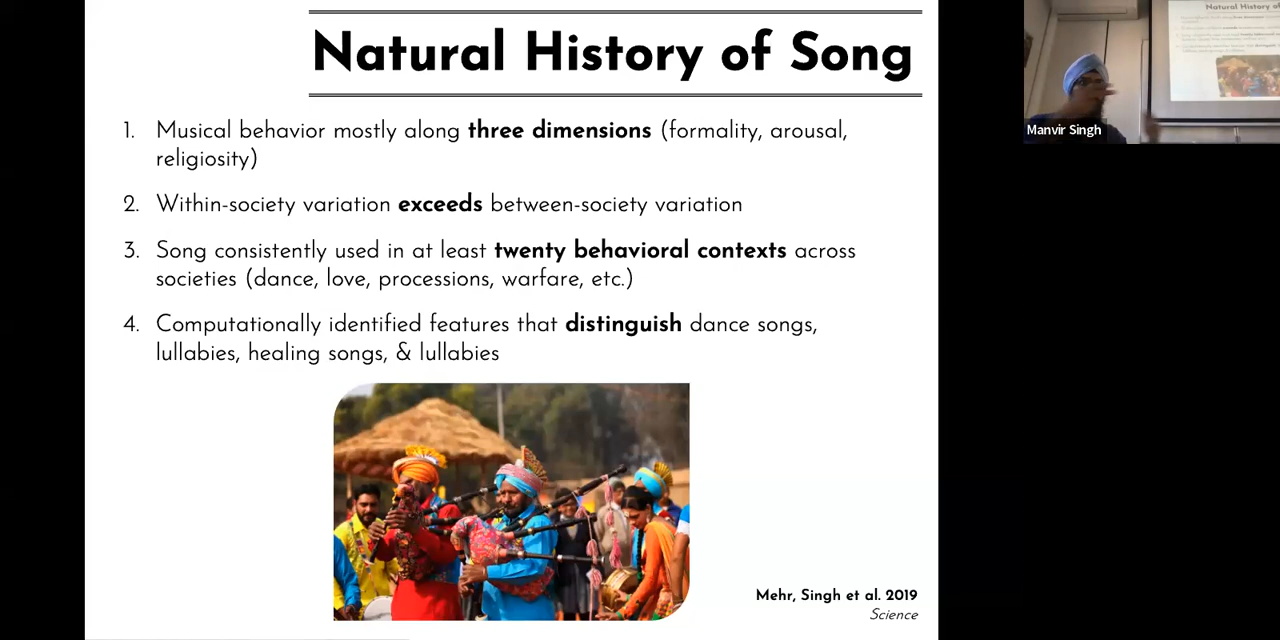 Natural History of Song
1. Musical behavior mostly along three dimensions (formality, arousal,
religiosity)
2. Within-society variation exceeds between-society variation
3. Song consistently used in at least twenty behavioral contexts across
societies (dance, love, processions, warfare, etc.)
4. Computationally identified features that distinguish dance songs,
lullabies, healing songs, & lullabies
Mehr, Singh et al. 2019
Science
Natural History of
Manvir Singh